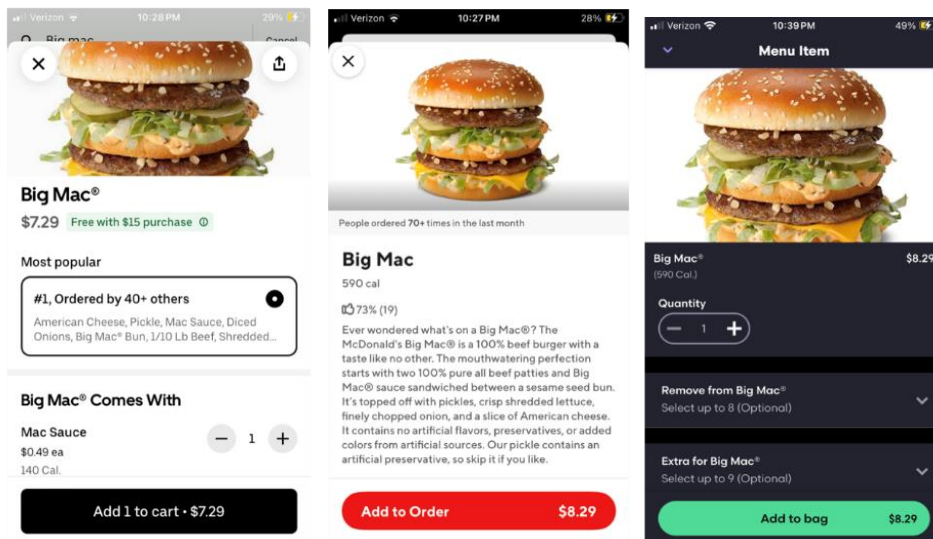 Verizon 10:28 PM 29%
Big mac Cancel
Big Mac®
$7.29 Free with $15 purchase
Most popular
#1, Ordered by 40+ others
American Cheese, Pickle, Mac Sauce, Diced
Onions, Big Mac® Bun, 1/10 Lb Beef, Shredded...
Big Mac® Comes With
Mac Sauce
$0.49 ea
140 Cal.
1
Add 1 to cart • $7.29
Verizon 10:27 PM 28%
People ordered 70+ times in the last month
Big Mac
590 cal
73% (19)
Ever wondered what's on a Big Mac®? The
McDonald's Big Mac® is a 100% beef burger with a
taste like no other. The mouthwatering perfection
starts with two 100% pure all beef patties and Big
Mac® sauce sandwiched between a sesame seed bun.
It's topped off with pickles, crisp shredded lettuce,
finely chopped onion, and a slice of American cheese.
It contains no artificial flavors, preservatives, or added
colors from artificial sources. Our pickle contains an
artificial preservative, so skip it if you like.
Add to Order $8.29
Verizon 10:39 PM 49%
Menu Item
Big Mac® $8.29
(590 Cal.)
Quantity
1
Remove from Big Mac®
Select up to 8 (Optional)
Extra for Big Mac®
Select up to 9 (Optional)
Add to bag $8.29